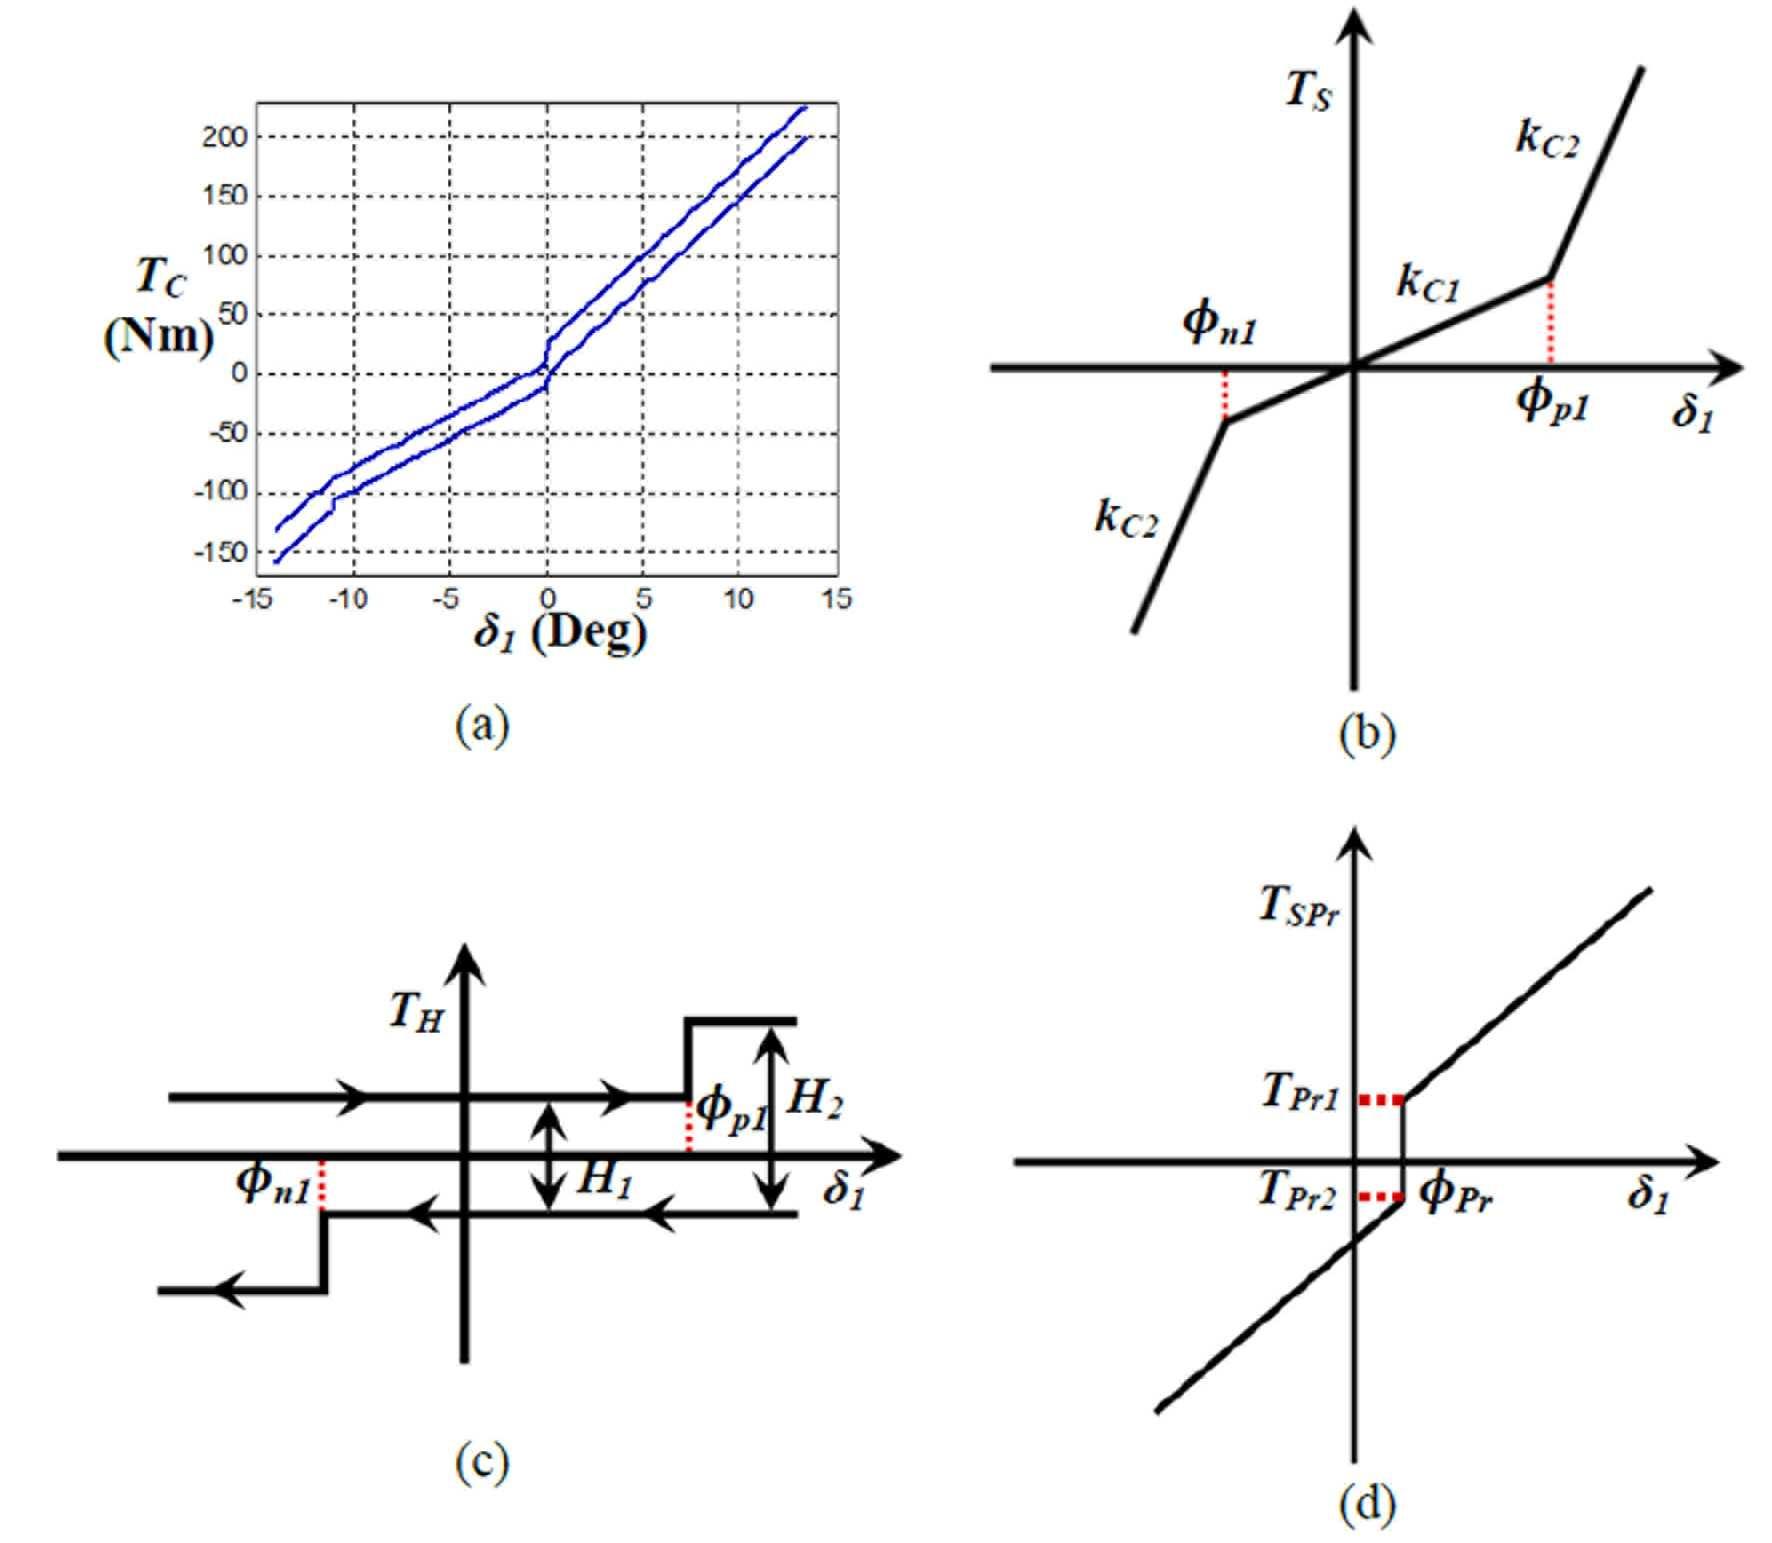 200
150
100
50
0
-50
-100
-150
T_C
(Nm)
-15 -10 -5 0 5 10 15
δ_1 (Deg)
(a)
T_S
k_C2
k_C1
ϕ_n1
ϕ_p1
δ_1
k_C2
(b)
T_H
ϕ_p1
H_2
ϕ_n1
H_1
δ_1
(c)
T_SPr
T_Pr1
T_Pr2
ϕ_Pr
δ_1
(d)